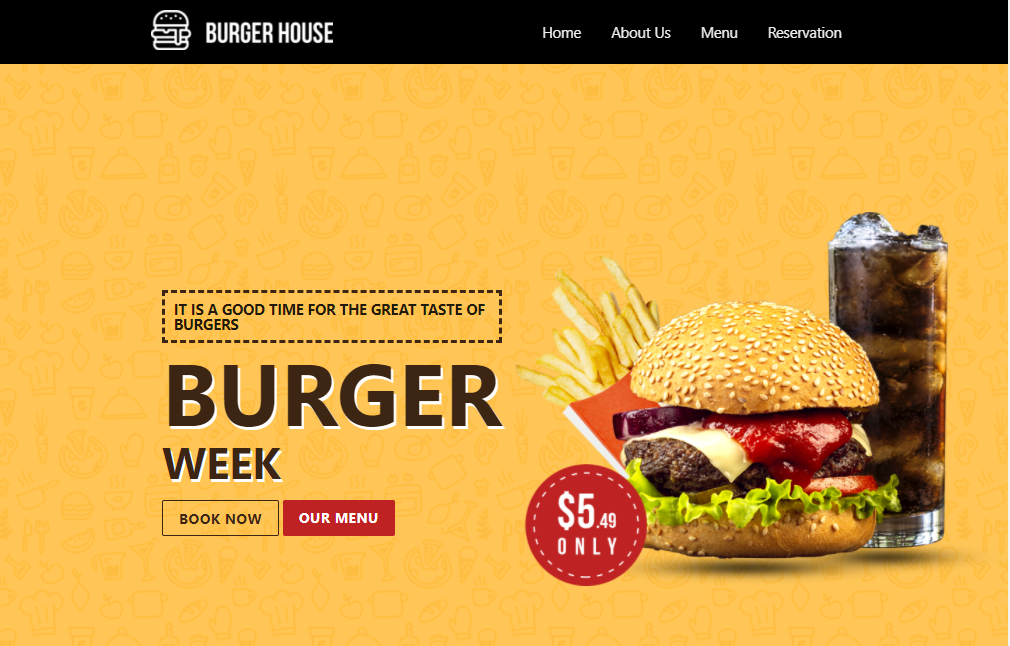 BURGER HOUSE
Home
About Us
Menu
Reservation
IT IS A GOOD TIME FOR THE GREAT TASTE OF
BURGERS
BURGER
WEEK
BOOK NOW
OUR MENU
$5.49
ONLY